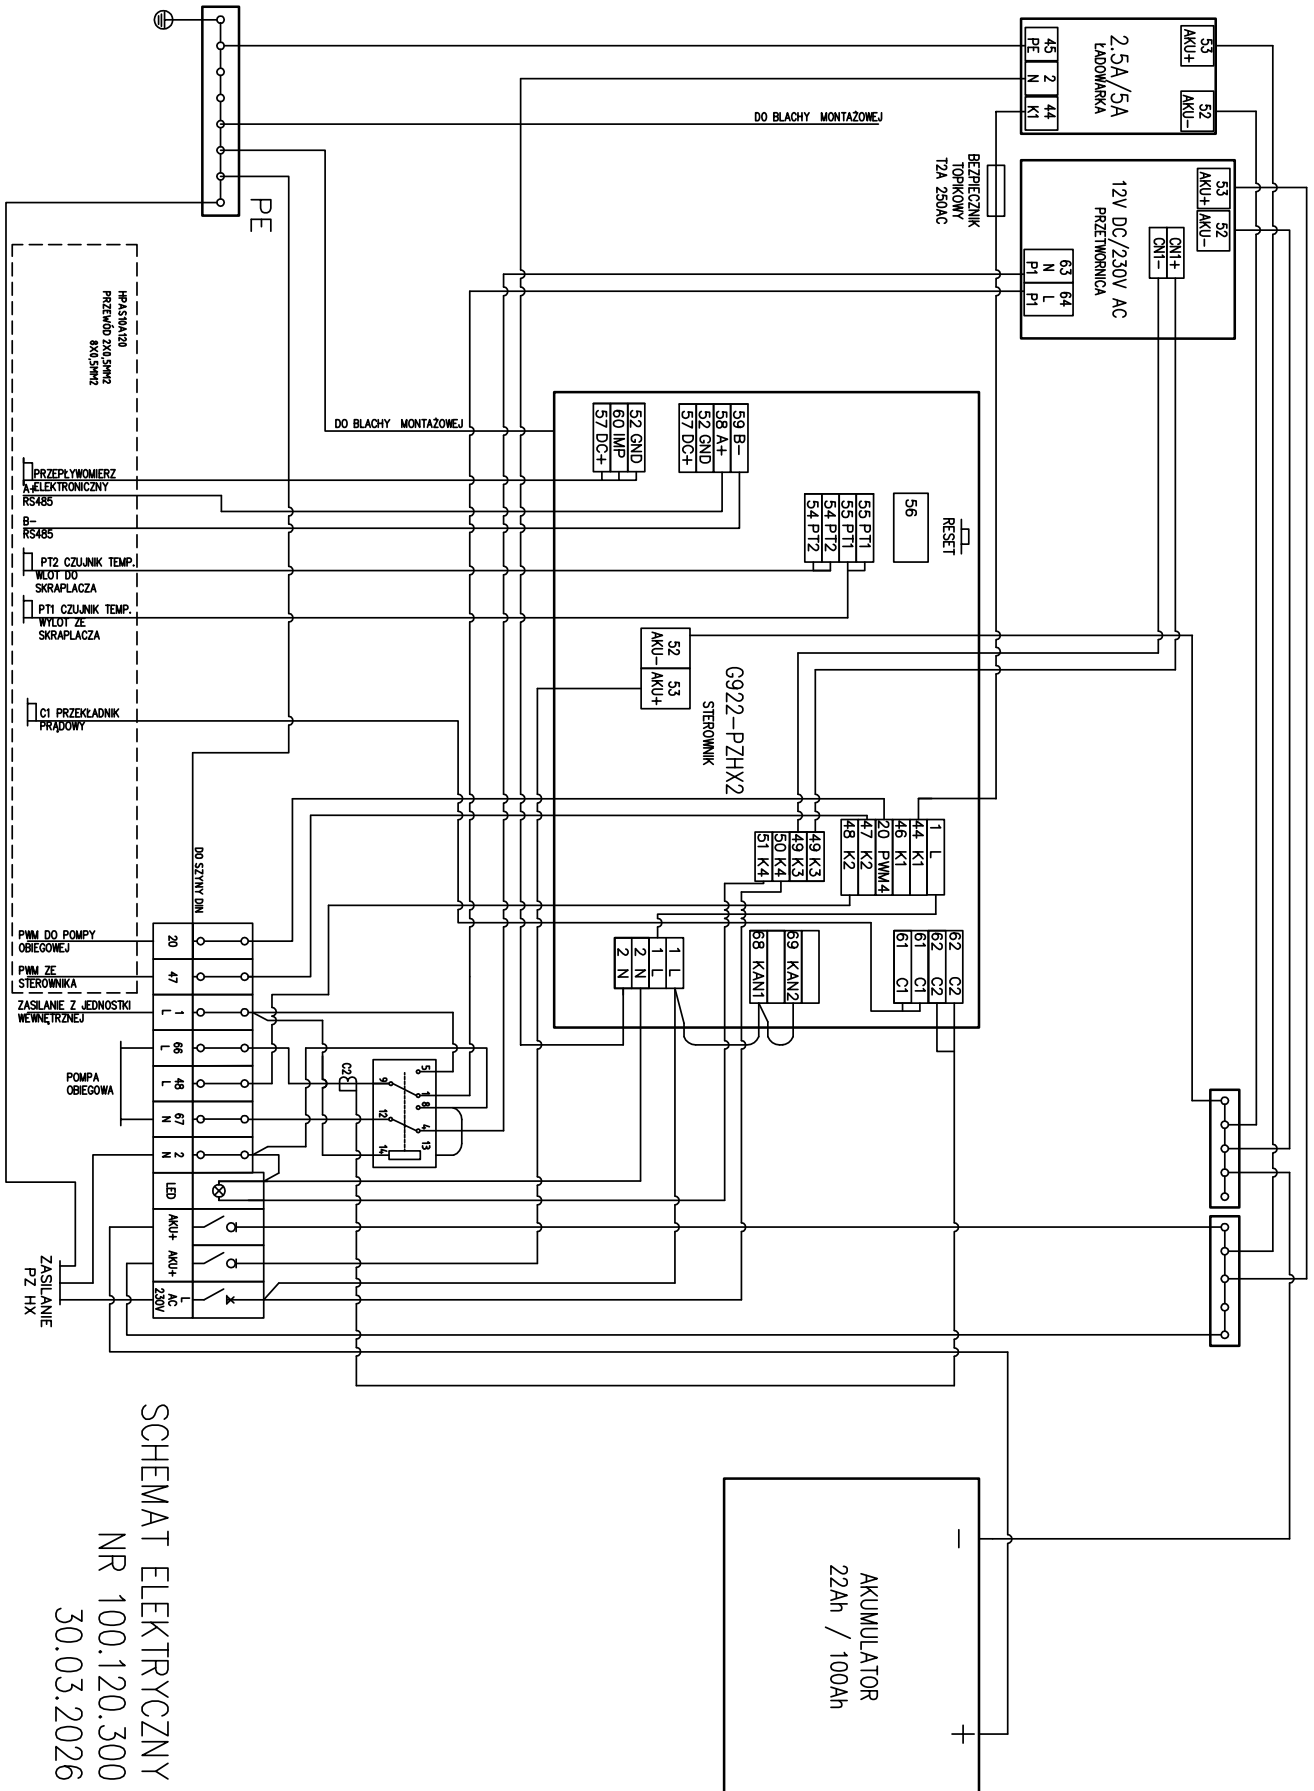 53
AKU+
52
AKU-
2.5A/5A
ŁADOWARKA
45
PE
2
N
44
K1
DO BLACHY MONTAŻOWEJ
BEZPIECZNIK
TOPIKOWY
T2A 250AC
53
AKU+
52
AKU-
CN1+
CN1-
12V DC/230V AC
PRZETWORNICA
63
N
P1
64
L
P1
PE
HPAS10A120
PRZEWÓD 2X0,5MM2
8X0,5MM2
DO BLACHY MONTAŻOWEJ
52 GND
60 IMP
57 DC+
59 B-
58 A+
52 GND
57 DC+
55 PT1
55 PT1
54 PT2
54 PT2
56
RESET
PRZEPŁYWOMIERZ
ELEKTRONICZNY
A+
RS485
B-
RS485
PT2 CZUJNIK TEMP.
WLOT DO
SKRAPLACZA
PT1 CZUJNIK TEMP.
WYLOT ZE
SKRAPLACZA
C1 PRZEKŁADNIK
PRĄDOWY
52
AKU-
53
AKU+
G922-PZHX2
STEROWNIK
1 L
44 K1
46 K1
20 PWM4
47 K2
48 K2
49 K3
49 K3
50 K4
51 K4
62 C2
62 C2
61 C1
61 C1
69 KAN2
68 KAN1
1 L
1 L
2 N
2 N
DO SZYNY DIN
PWM DO POMPY
OBIEGOWEJ
PWM ZE
STEROWNIKA
ZASILANIE Z JEDNOSTKI
WEWNĘTRZNEJ
POMPA
OBIEGOWA
20
47
1
L
66
L
48
L
67
N
2
N
LED
AKU+
AKU+
L
AC
230V
C2
5
9
1
8
12
4
13
14
ZASILANIE
PZ HX
AKUMULATOR
22Ah / 100Ah
-
+
SCHEMAT ELEKTRYCZNY
NR 100.120.300
30.03.2026